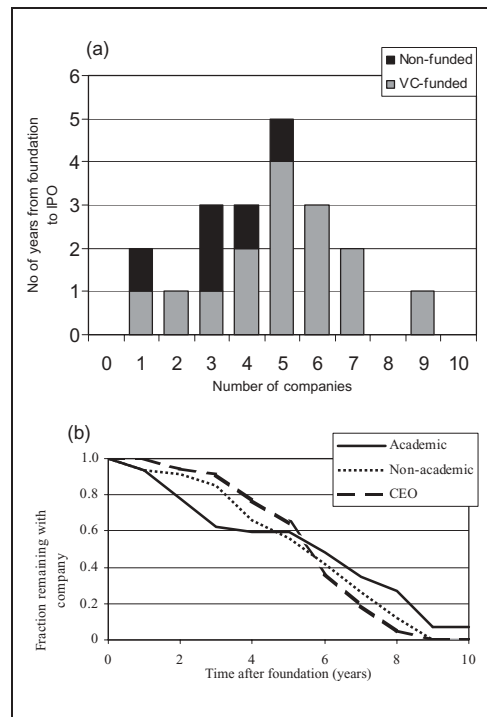 (a)
Non-funded
VC-funded
No of years from foundation
to IPO
6
5
4
3
2
1
0
0 1 2 3 4 5 6 7 8 9 10
Number of companies
(b)
Academic
Non-academic
CEO
Fraction remaining with
company
1.0
0.8
0.6
0.4
0.2
0
0 2 4 6 8 10
Time after foundation (years)